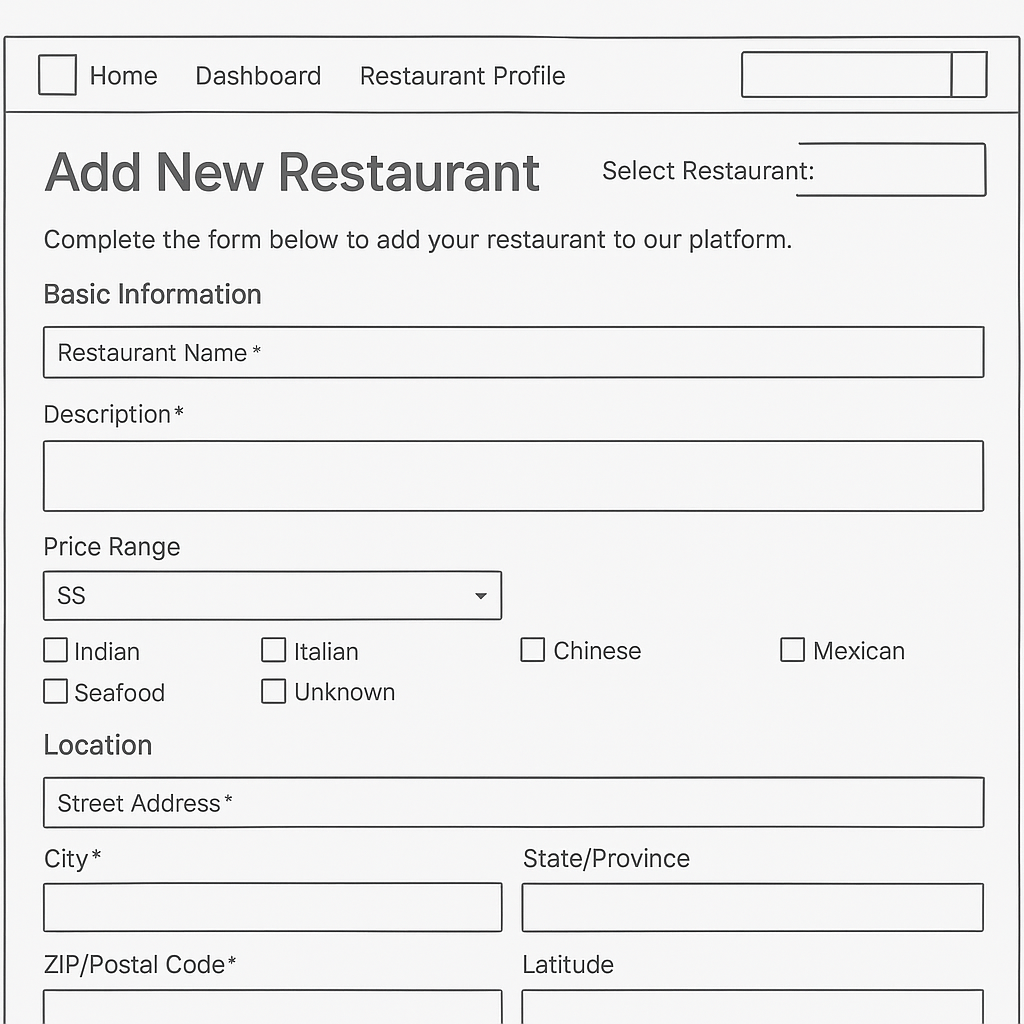 Home Dashboard Restaurant Profile
Add New Restaurant
Select Restaurant:
Complete the form below to add your restaurant to our platform.
Basic Information
Restaurant Name*
Description*
Price Range
SS
Indian Italian Chinese Mexican
Seafood Unknown
Location
Street Address*
City* State/Province
ZIP/Postal Code* Latitude